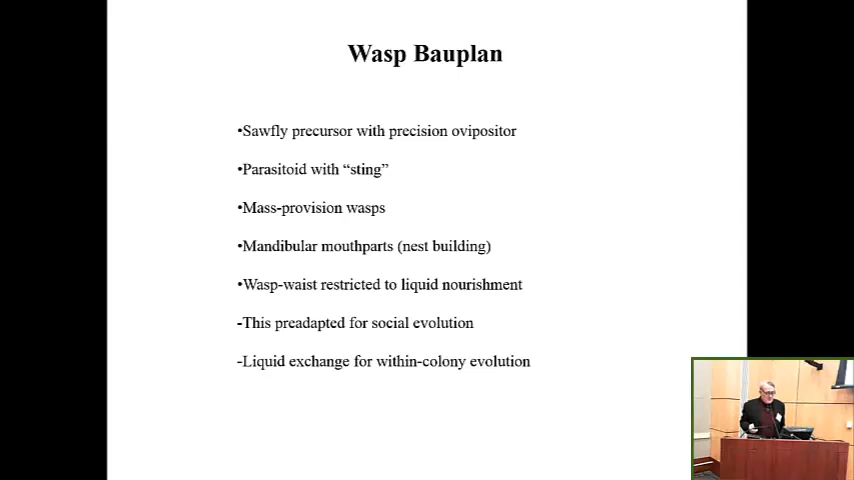 Wasp Bauplan
•Sawfly precursor with precision ovipositor
•Parasitoid with “sting”
•Mass-provision wasps
•Mandibular mouthparts (nest building)
•Wasp-waist restricted to liquid nourishment
-This preadapted for social evolution
-Liquid exchange for within-colony evolution